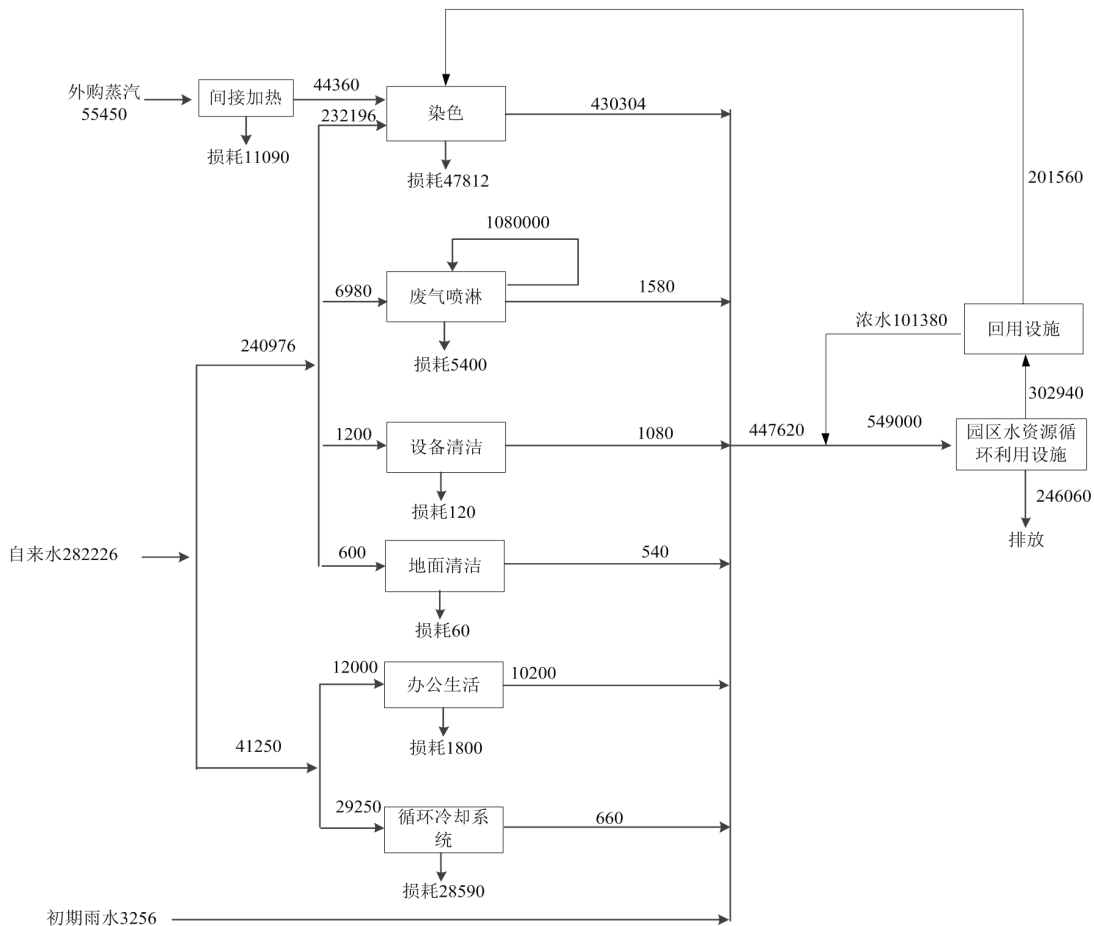 外购蒸汽
55450
间接加热
44360
232196
染色
430304
损耗11090
损耗47812
201560
1080000
6980
废气喷淋
1580
损耗5400
浓水101380
回用设施
302940
240976
1200
设备清洁
1080
447620
549000
园区水资源循
环利用设施
损耗120
246060
排放
自来水282226
600
地面清洁
540
损耗60
12000
办公生活
10200
损耗1800
41250
29250
循环冷却系
统
660
损耗28590
初期雨水3256